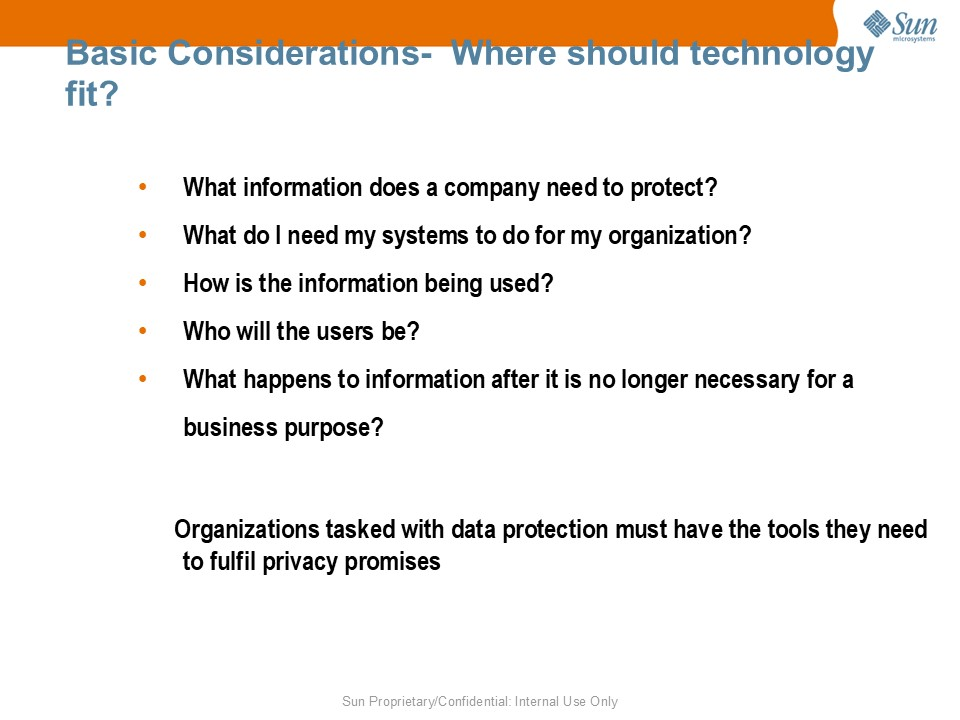 Sun
microsystems
Basic Considerations-  Where should technology
fit?
• What information does a company need to protect?
• What do I need my systems to do for my organization?
• How is the information being used?
• Who will the users be?
• What happens to information after it is no longer necessary for a
business purpose?
Organizations tasked with data protection must have the tools they need
to fulfil privacy promises
Sun Proprietary/Confidential: Internal Use Only